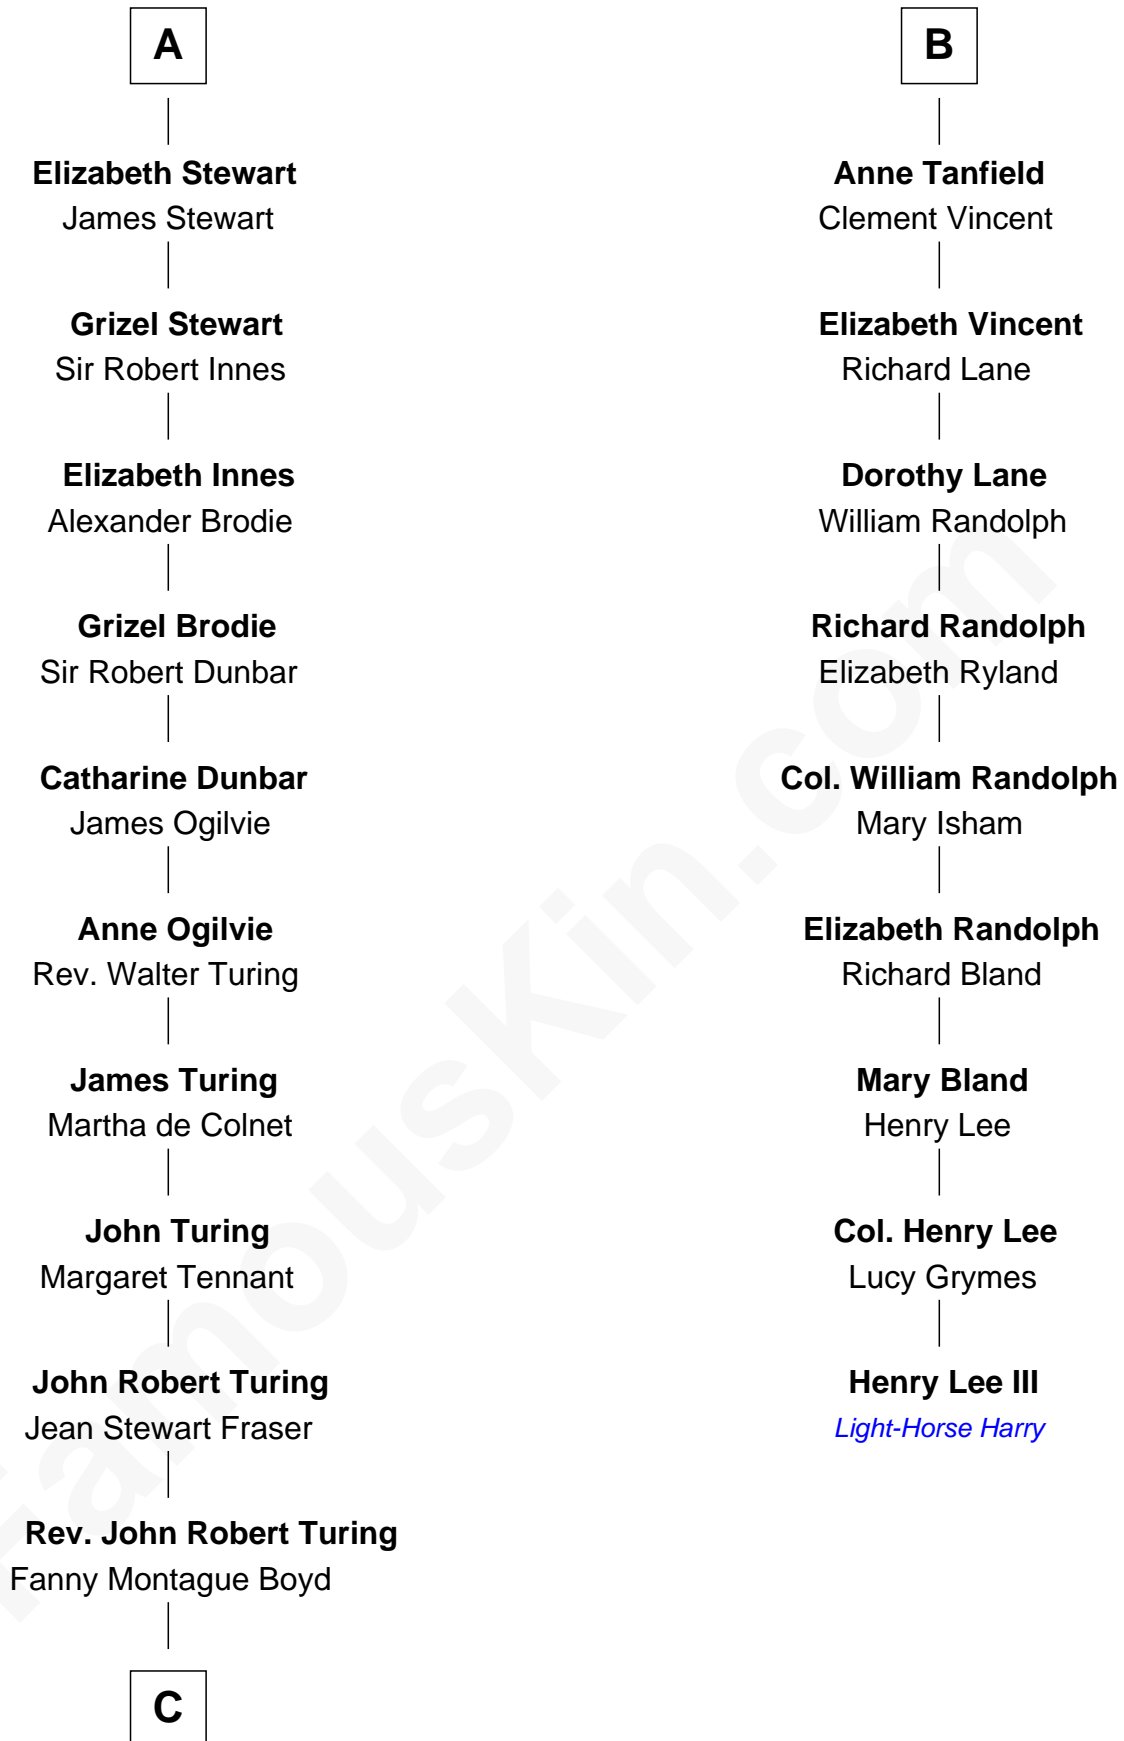 A
Elizabeth Stewart
James Stewart
Grizel Stewart
Sir Robert Innes
Elizabeth Innes
Alexander Brodie
Grizel Brodie
Sir Robert Dunbar
Catharine Dunbar
James Ogilvie
Anne Ogilvie
Rev. Walter Turing
James Turing
Martha de Colnet
John Turing
Margaret Tennant
John Robert Turing
Jean Stewart Fraser
Rev. John Robert Turing
Fanny Montague Boyd
C
B
Anne Tanfield
Clement Vincent
Elizabeth Vincent
Richard Lane
Dorothy Lane
William Randolph
Richard Randolph
Elizabeth Ryland
Col. William Randolph
Mary Isham
Elizabeth Randolph
Richard Bland
Mary Bland
Henry Lee
Col. Henry Lee
Lucy Grymes
Henry Lee III
Light-Horse Harry
FamousKin.com